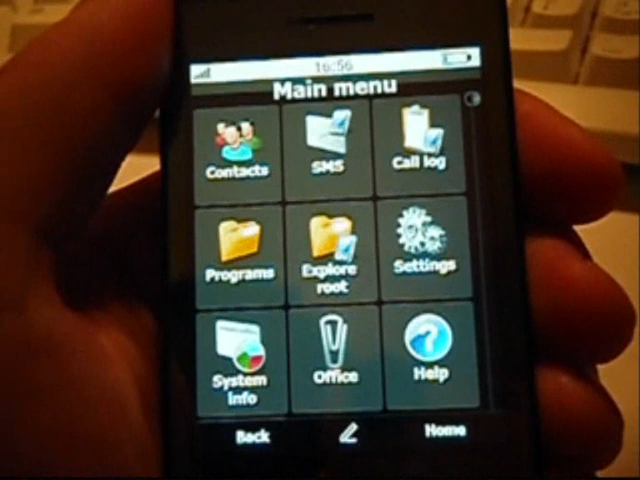 16:56
Main menu
Contacts
SMS
Call log
Programs
Explore
root
Settings
System
info
Office
Help
Back
Home